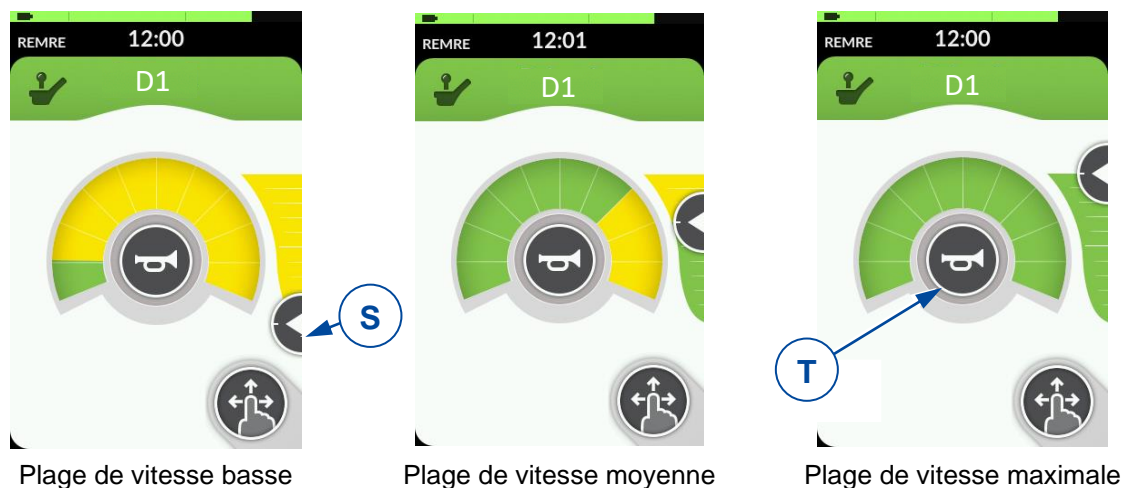 REMRE 12:00
D1
S
Plage de vitesse basse
REMRE 12:01
D1
Plage de vitesse moyenne
REMRE 12:00
D1
T
Plage de vitesse maximale